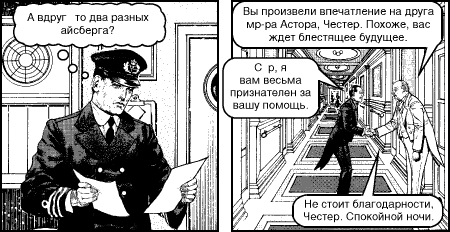 А вдруг то два разных
айсберга?
Вы произвели впечатление на друга
мр-ра Астора, Честер. Похоже, вас
ждет блестящее будущее.
С р, я
вам весьма
признателен за
вашу помощь.
Не стоит благодарности,
Честер. Спокойной ночи.